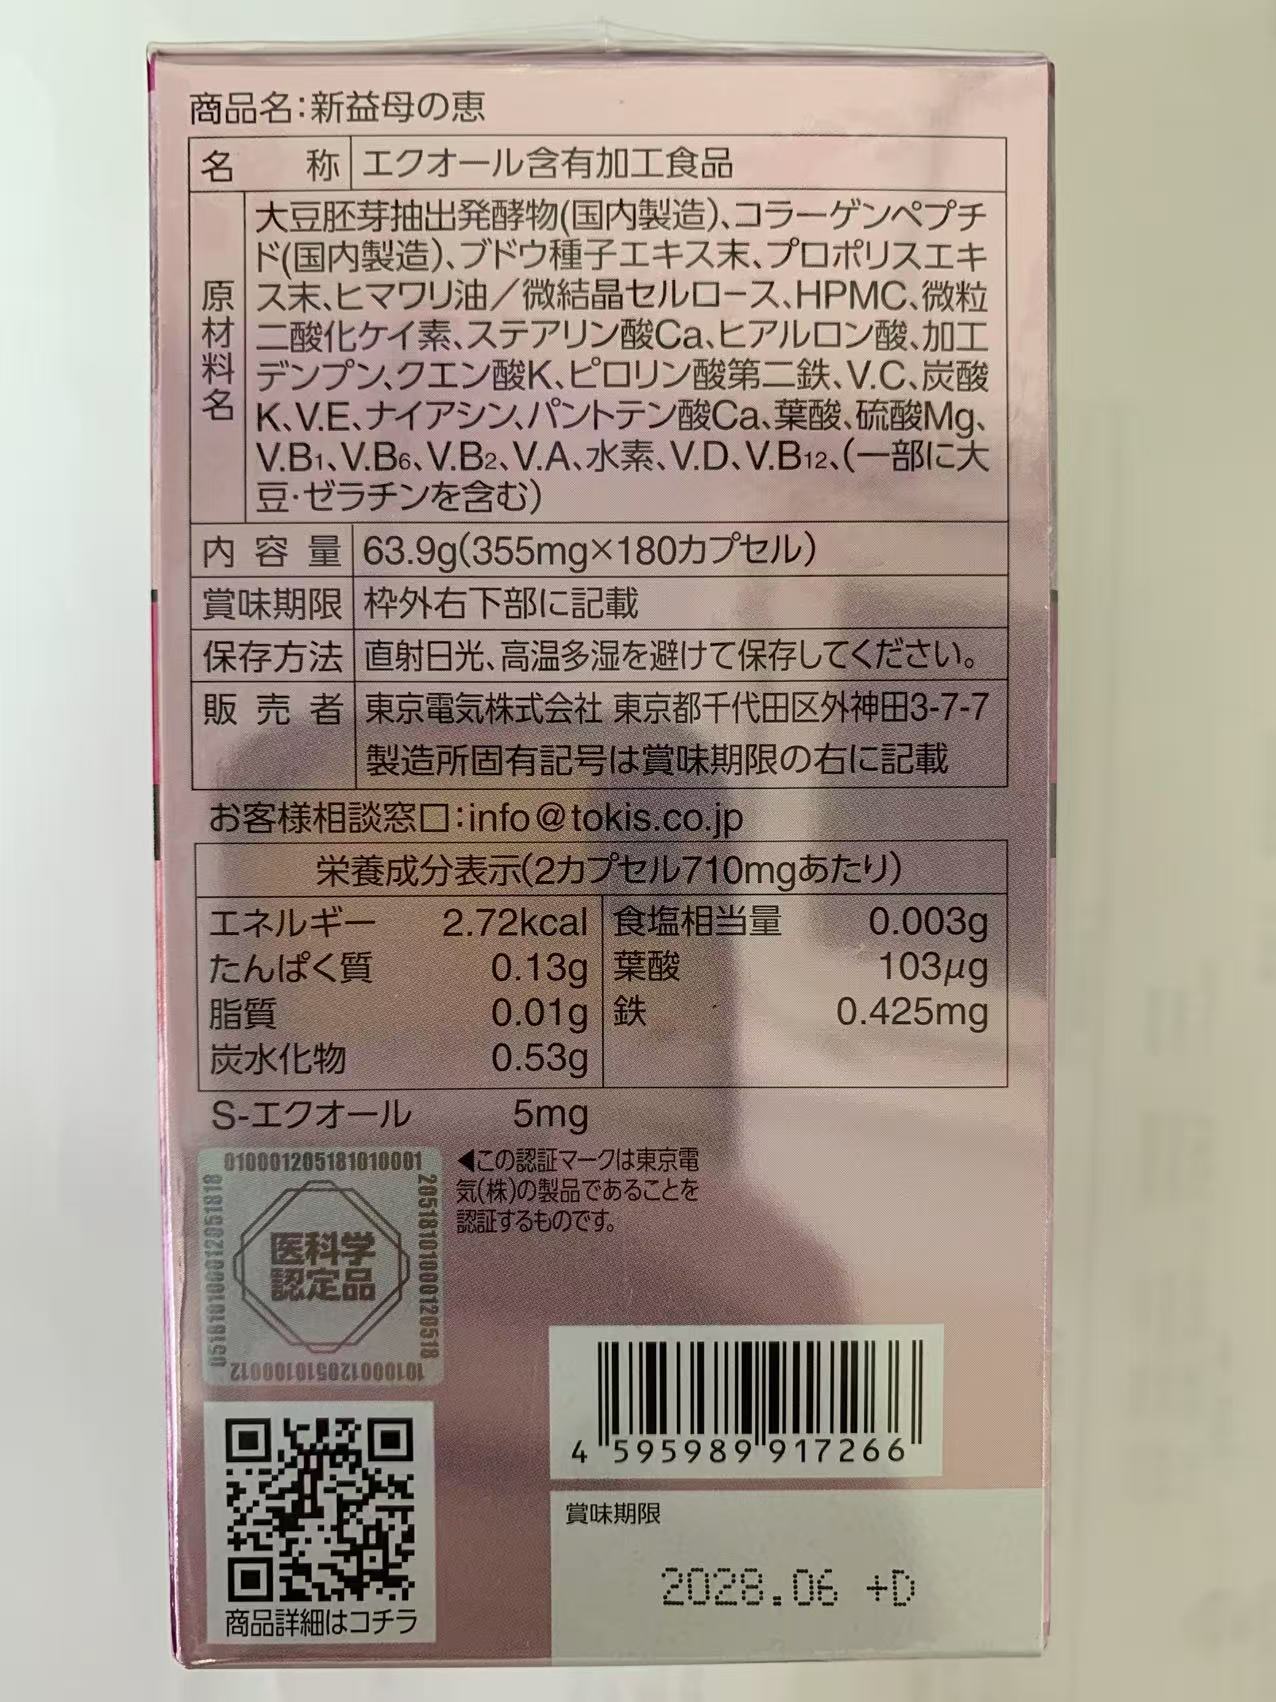 商品名:新益母の恵
名 称 エクオール含有加工食品
原材料名
大豆胚芽抽出発酵物(国内製造)、コラーゲンペプチ
ド(国内製造)、ブドウ種子エキス末、プロポリスエキ
ス末、ヒマワリ油/微結晶セルロース、HPMC、微粒
二酸化ケイ素、ステアリン酸Ca、ヒアルロン酸、加工
デンプン、クエン酸K、ピロリン酸第二鉄、V.C、炭酸
K、V.E、ナイアシン、パントテン酸Ca、葉酸、硫酸Mg、
V.B1、V.B6、V.B2、V.A、水素、V.D、V.B12、(一部に大
豆・ゼラチンを含む)
内容量 63.9g(355mg×180カプセル)
賞味期限 枠外右下部に記載
保存方法 直射日光、高温多湿を避けて保存してください。
販売者 東京電気株式会社 東京都千代田区外神田3-7-7
製造所固有記号は賞味期限の右に記載
お客様相談窓口:info@tokis.co.jp
栄養成分表示(2カプセル710mgあたり)
エネルギー 2.72kcal 食塩相当量 0.003g
たんぱく質 0.13g 葉酸 103μg
脂質 0.01g 鉄 0.425mg
炭水化物 0.53g
S-エクオール 5mg
010001205181010001
◀この認証マークは東京電
気(株)の製品であることを
認証するものです。
医科学
認定品
4 595989 917266
賞味期限
2028.06 +D
商品詳細はコチラ